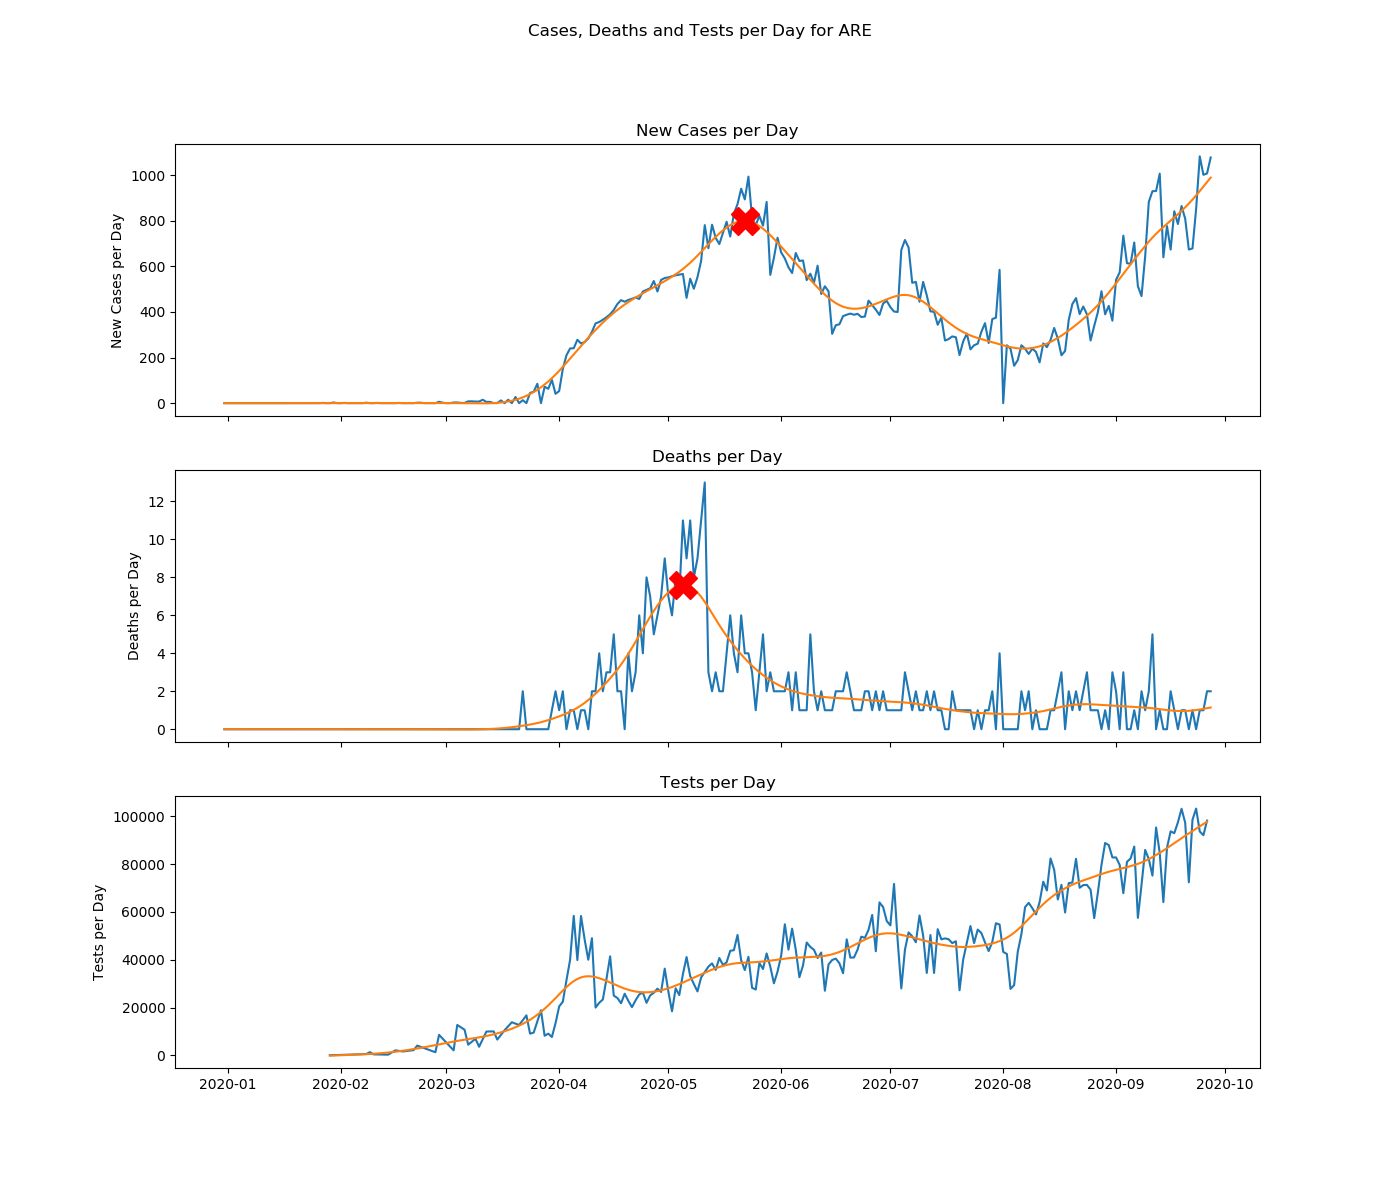 Cases, Deaths and Tests per Day for ARE
New Cases per Day
New Cases per Day
1000
800
600
400
200
0
Deaths per Day
Deaths per Day
12
10
8
6
4
2
0
Tests per Day
Tests per Day
100000
80000
60000
40000
20000
0
2020-01 2020-02 2020-03 2020-04 2020-05 2020-06 2020-07 2020-08 2020-09 2020-10